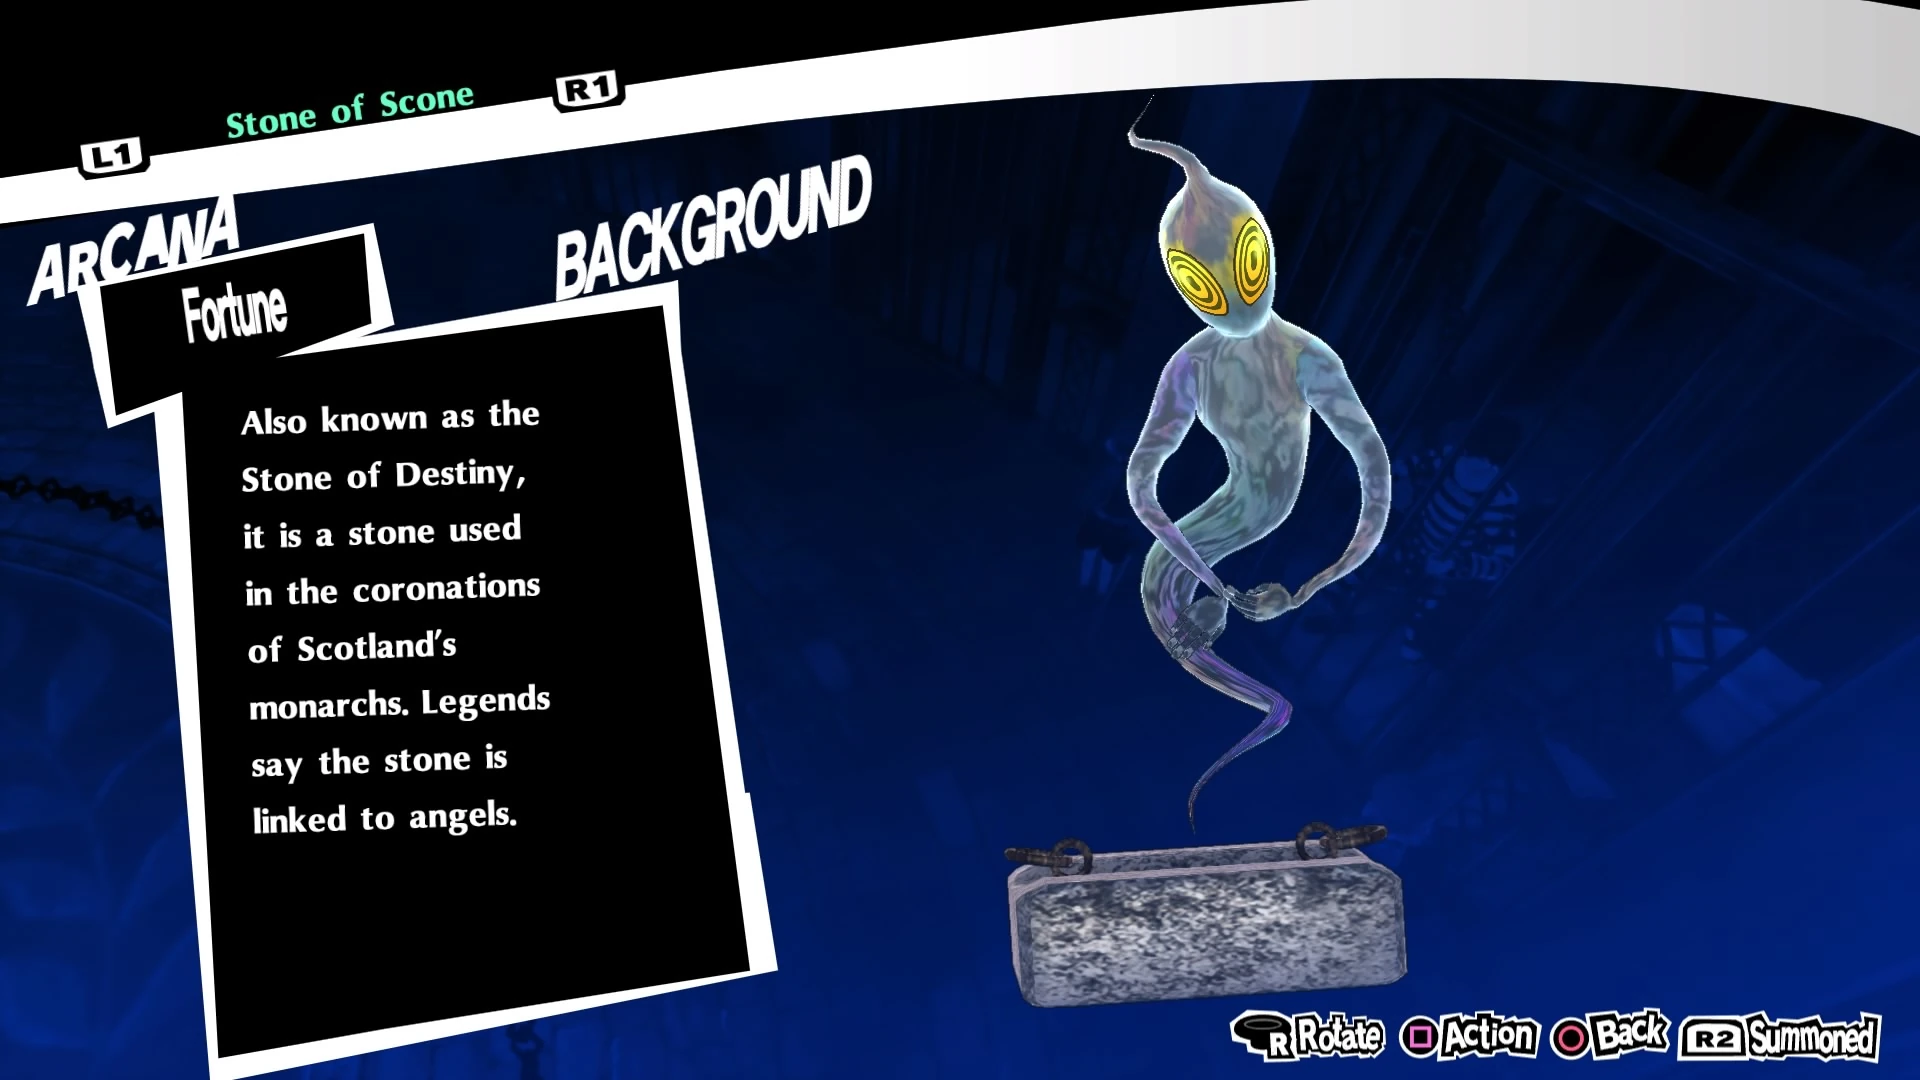 Stone of Scone
L1
R1
ARCANA
Fortune
BACKGROUND
Also known as the
Stone of Destiny,
it is a stone used
in the coronations
of Scotland's
monarchs. Legends
say the stone is
linked to angels.
R Rotate
Action
Back
R2 Summoned